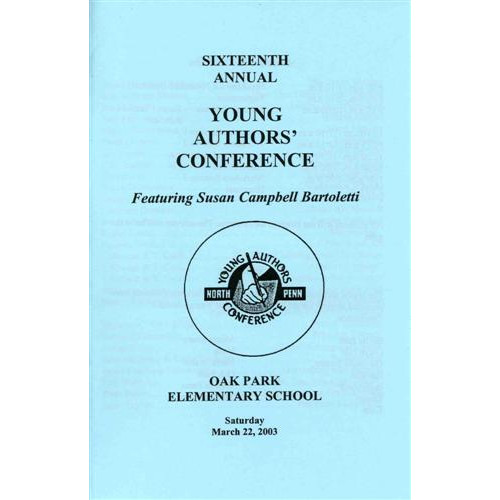 SIXTEENTH
ANNUAL
YOUNG
AUTHORS'
CONFERENCE
Featuring Susan Campbell Bartoletti
YOUNG AUTHORS
NORTH PENN
CONFERENCE
OAK PARK
ELEMENTARY SCHOOL
Saturday
March 22, 2003